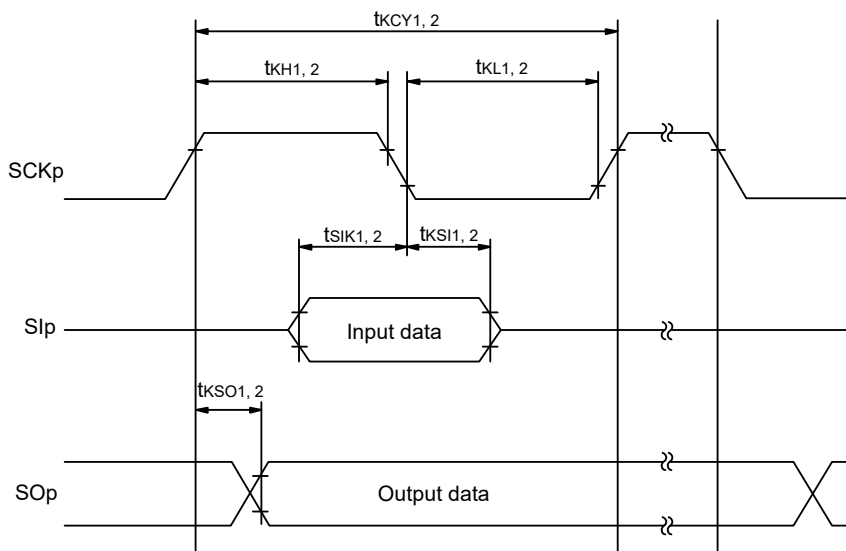 tKCY1, 2
tKH1, 2
tKL1, 2
SCKp
tSIK1, 2
tKSI1, 2
SIp
Input data
tKSO1, 2
SOp
Output data